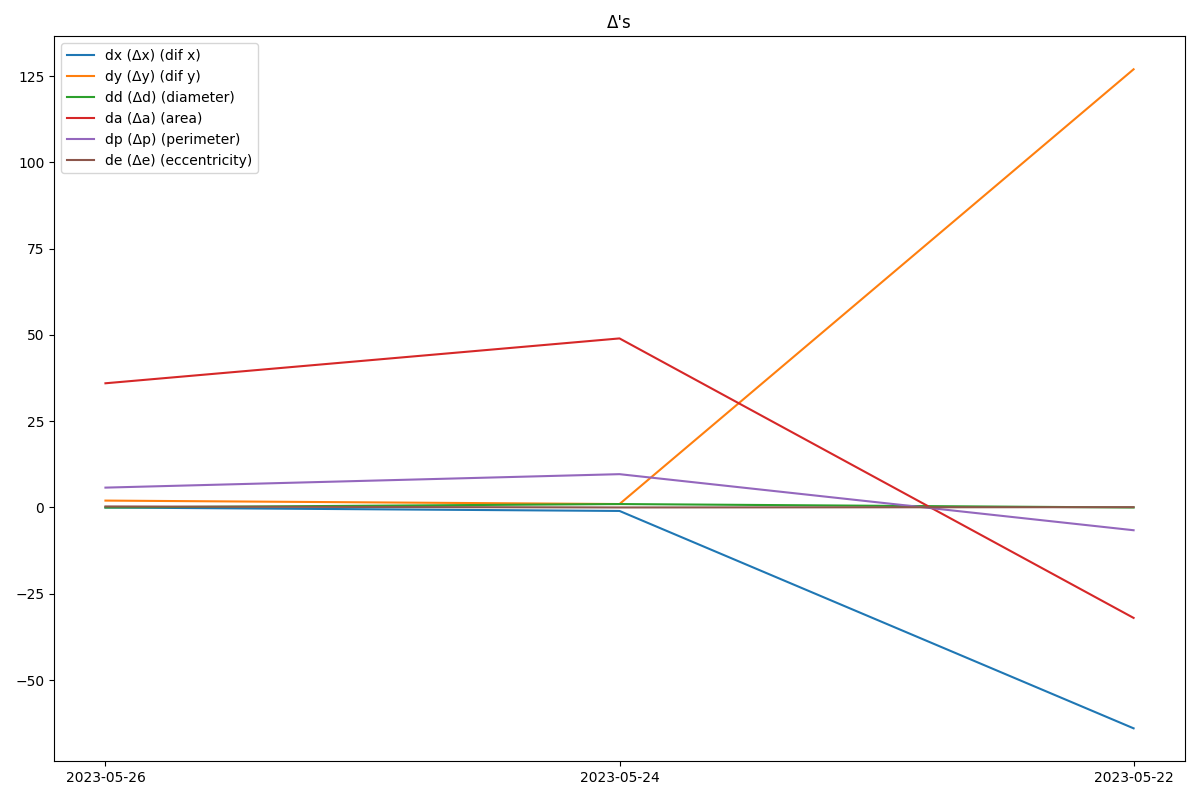 Δ's
dx (Δx) (dif x)
dy (Δy) (dif y)
dd (Δd) (diameter)
da (Δa) (area)
dp (Δp) (perimeter)
de (Δe) (eccentricity)
125
100
75
50
25
0
−25
−50
2023-05-26
2023-05-24
2023-05-22